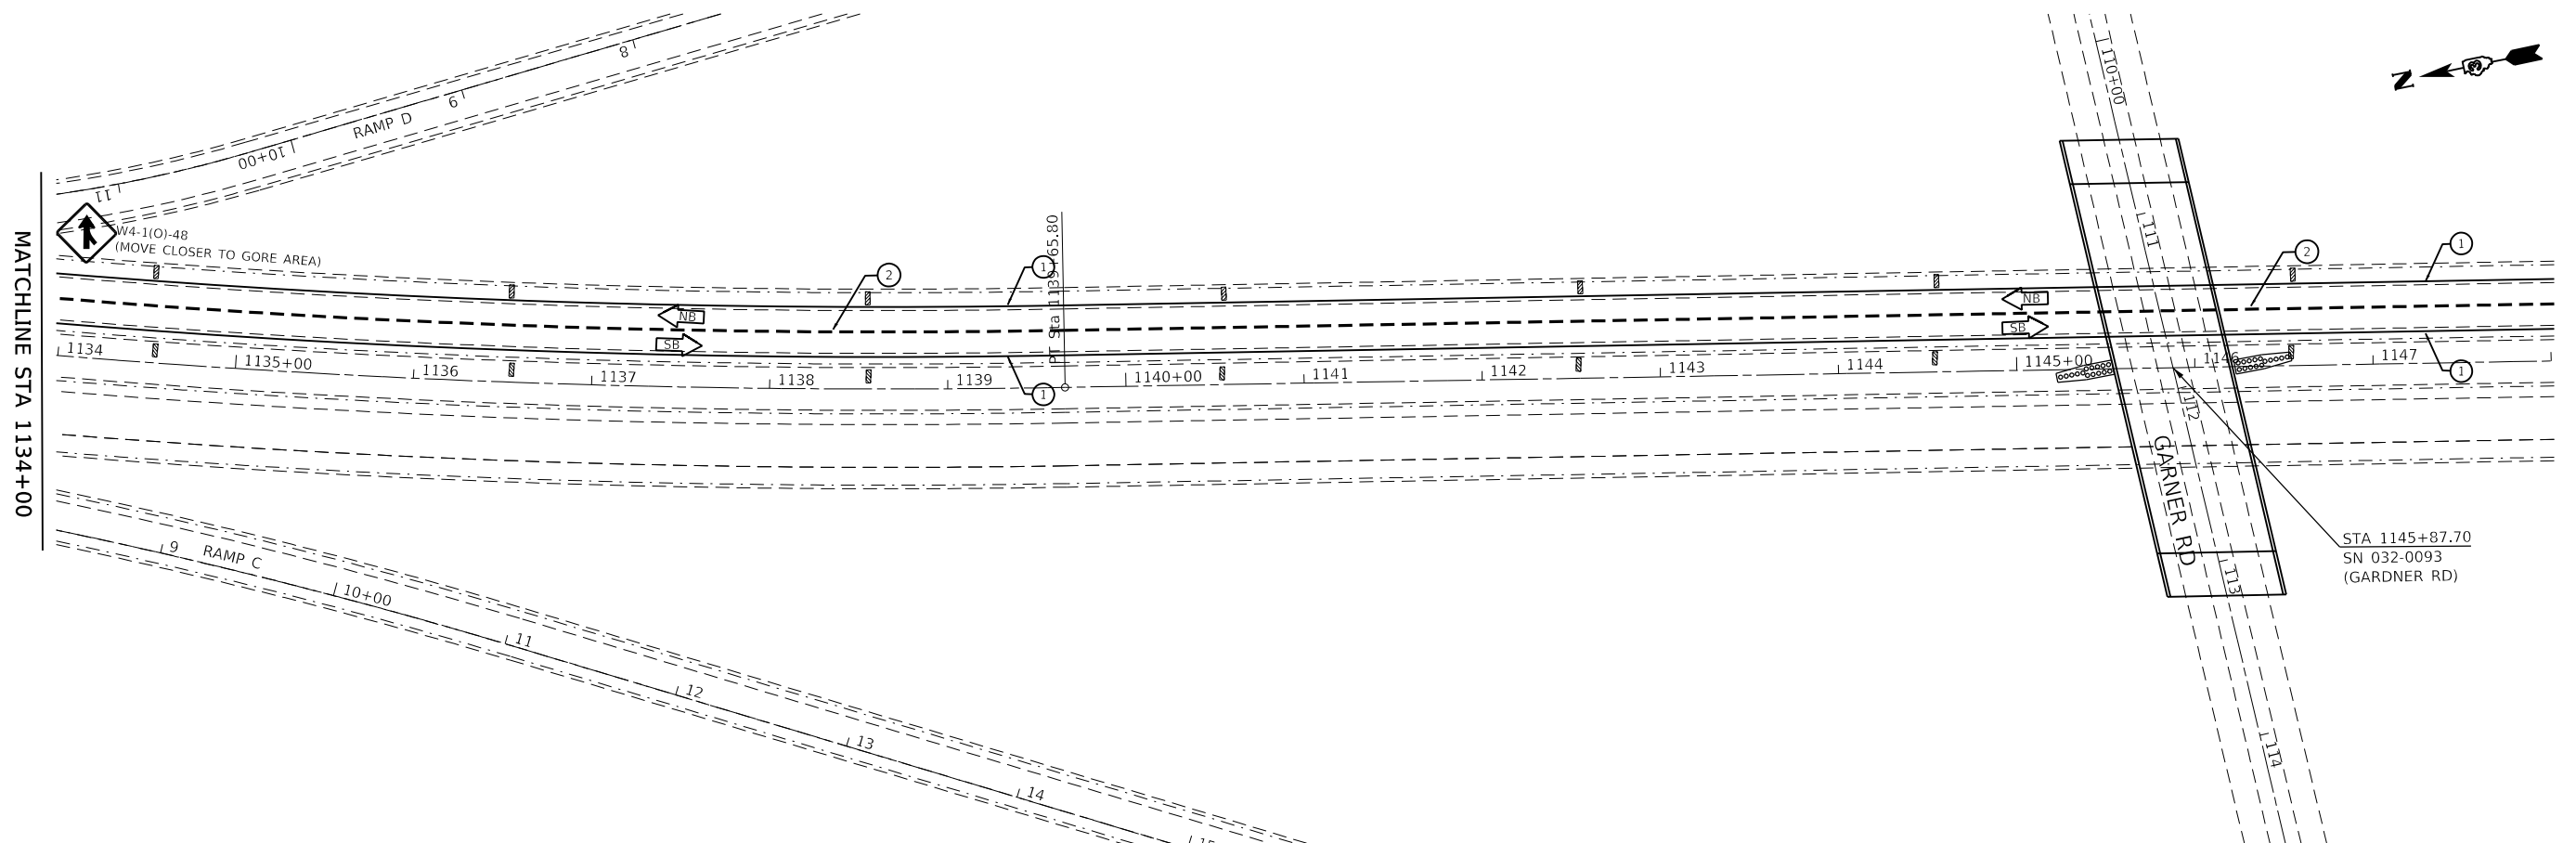 MATCHLINE STA 1134+00
8
9
RAMP D
10+00
11
W4-1(O)-48
(MOVE CLOSER TO GORE AREA)
N
3
110+00
111
112
113
114
GARNER RD
PT Sta 1139+65.80
2
1
1
2
1
1
NB
SB
NB
SB
1134
1135+00
1136
1137
1138
1139
1140+00
1141
1142
1143
1144
1145+00
1146
1147
STA 1145+87.70
SN 032-0093
(GARDNER RD)
9
RAMP C
10+00
11
12
13
14